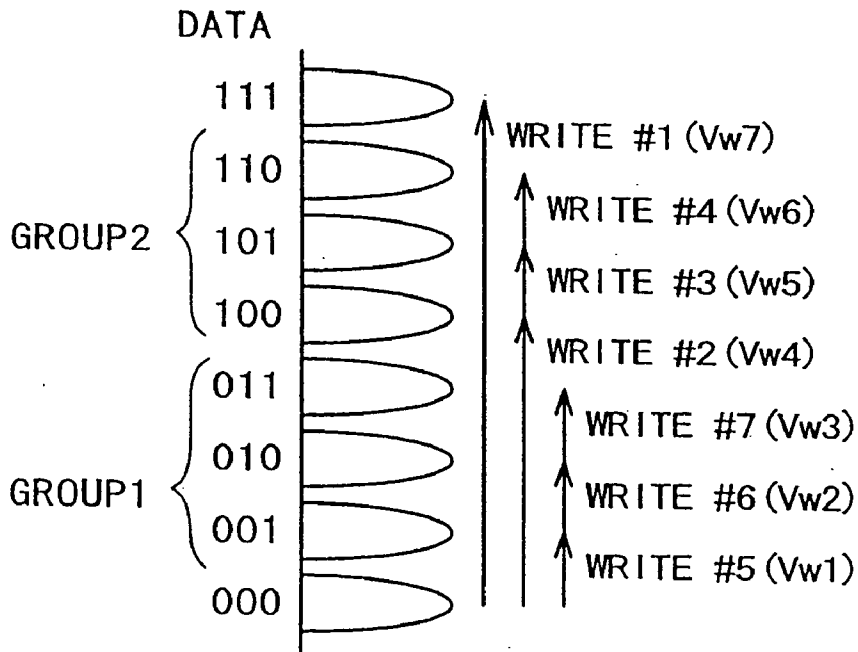 DATA
111
WRITE #1 (Vw7)
110
WRITE #4 (Vw6)
GROUP2
101
WRITE #3 (Vw5)
100
WRITE #2 (Vw4)
011
WRITE #7 (Vw3)
010
GROUP1
WRITE #6 (Vw2)
001
WRITE #5 (Vw1)
000